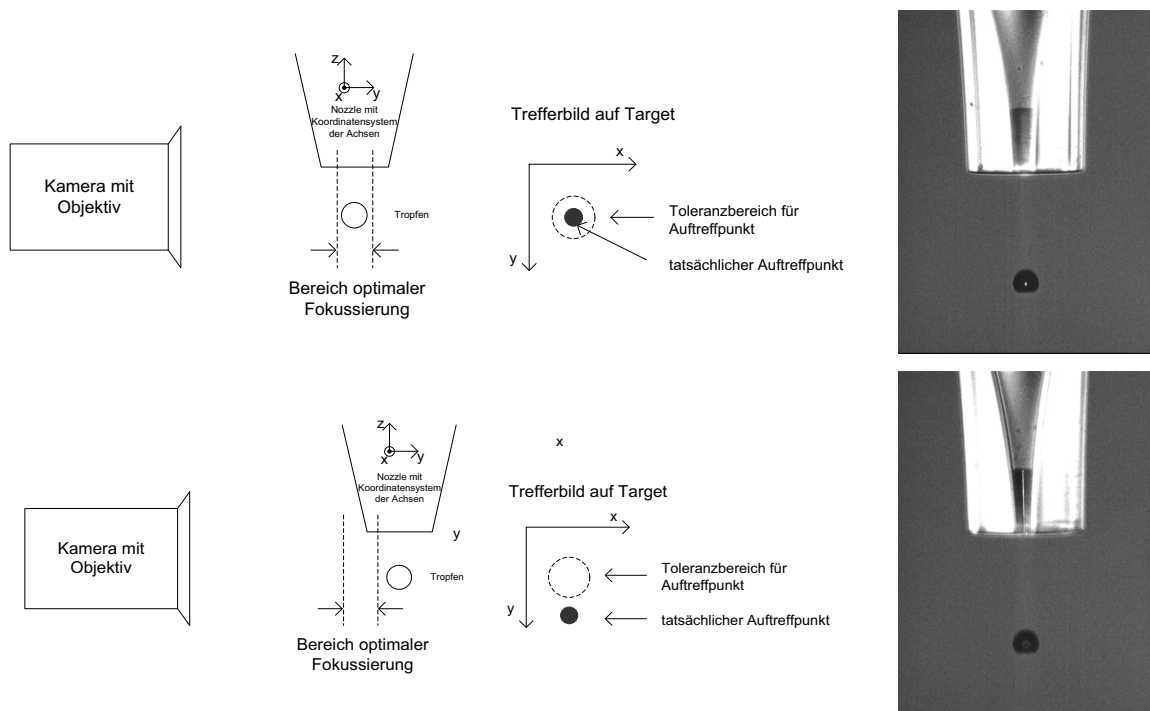 Kamera mit
Objektiv
z
x
y
Nozzle mit
Koordinatensystem
der Achsen
Tropfen
Bereich optimaler
Fokussierung
Trefferbild auf Target
x
y
Toleranzbereich für
Auftreffpunkt
tatsächlicher Auftreffpunkt
Kamera mit
Objektiv
z
x
y
Nozzle mit
Koordinatensystem
der Achsen
y
Tropfen
Bereich optimaler
Fokussierung
x
Trefferbild auf Target
x
y
Toleranzbereich für
Auftreffpunkt
tatsächlicher Auftreffpunkt